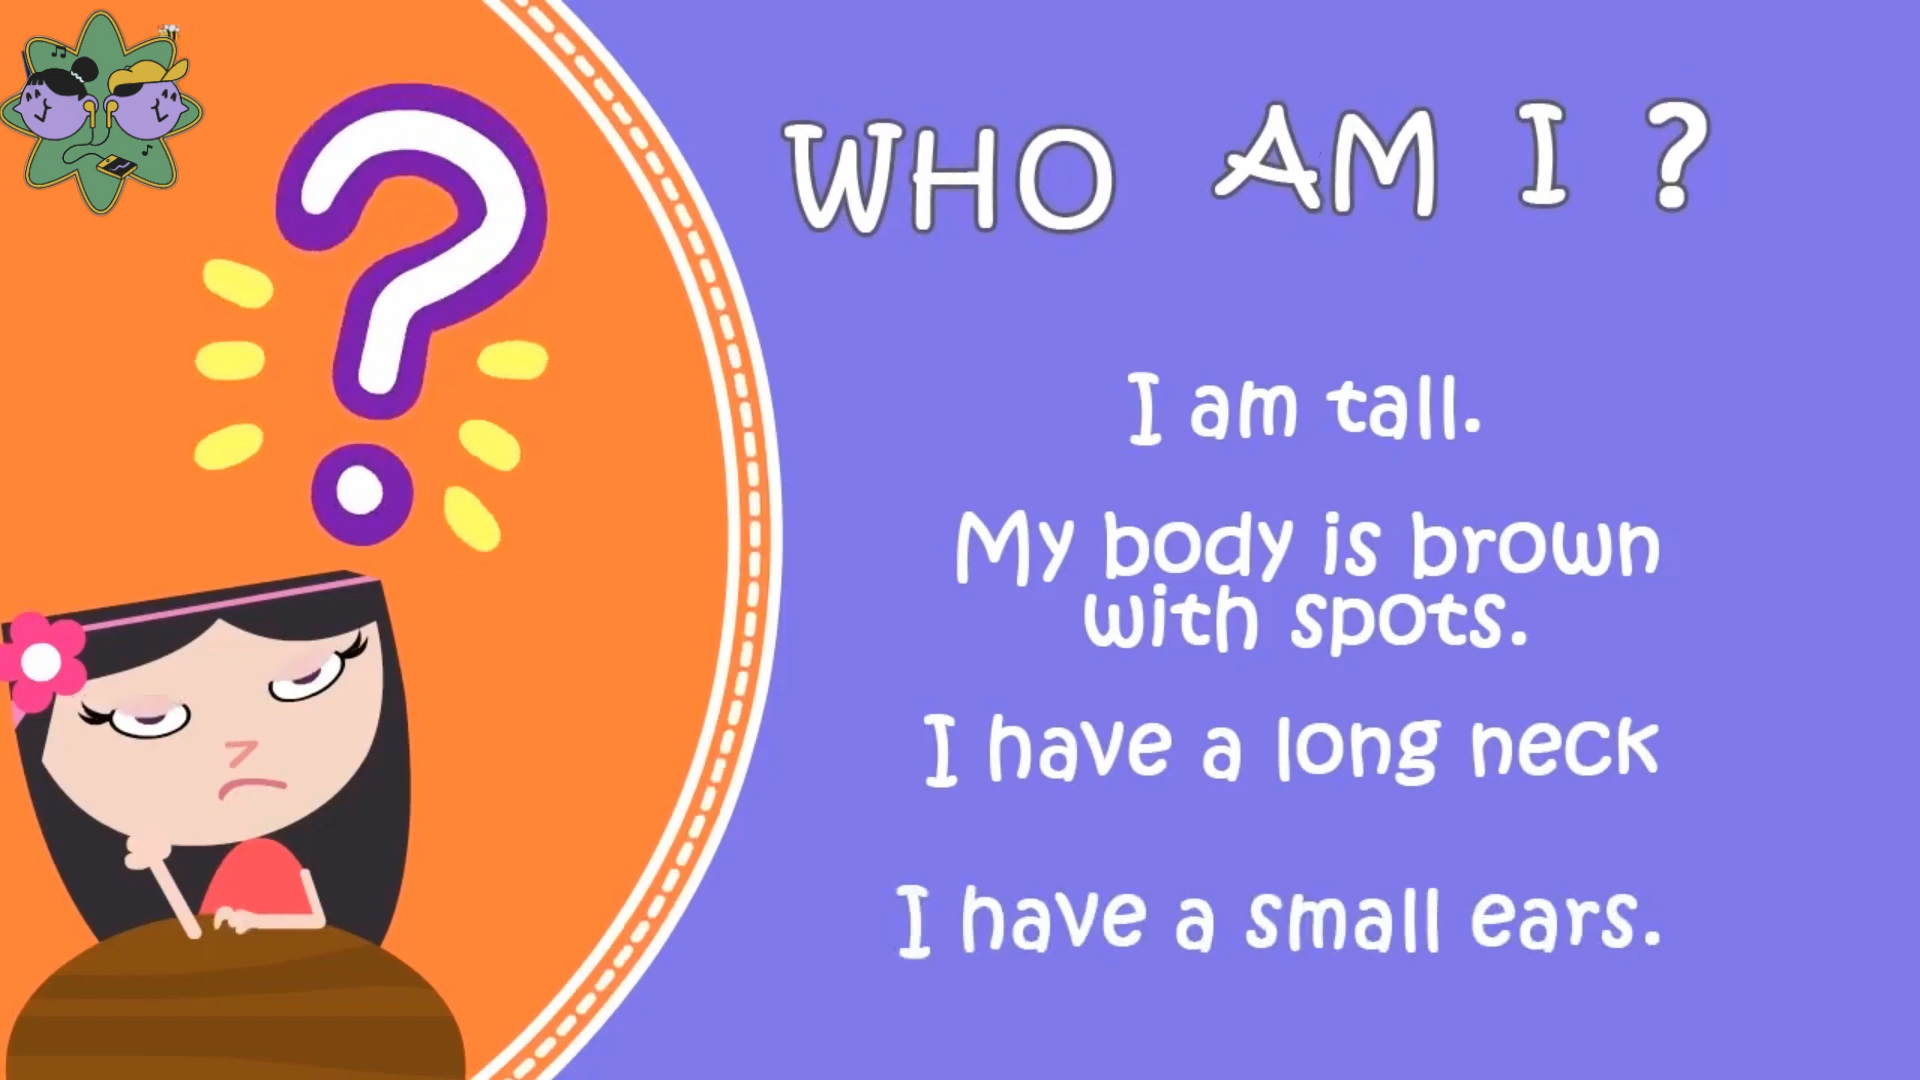 WHO AM I ?
I am tall.
My body is brown
with spots.
I have a long neck
I have a small ears.